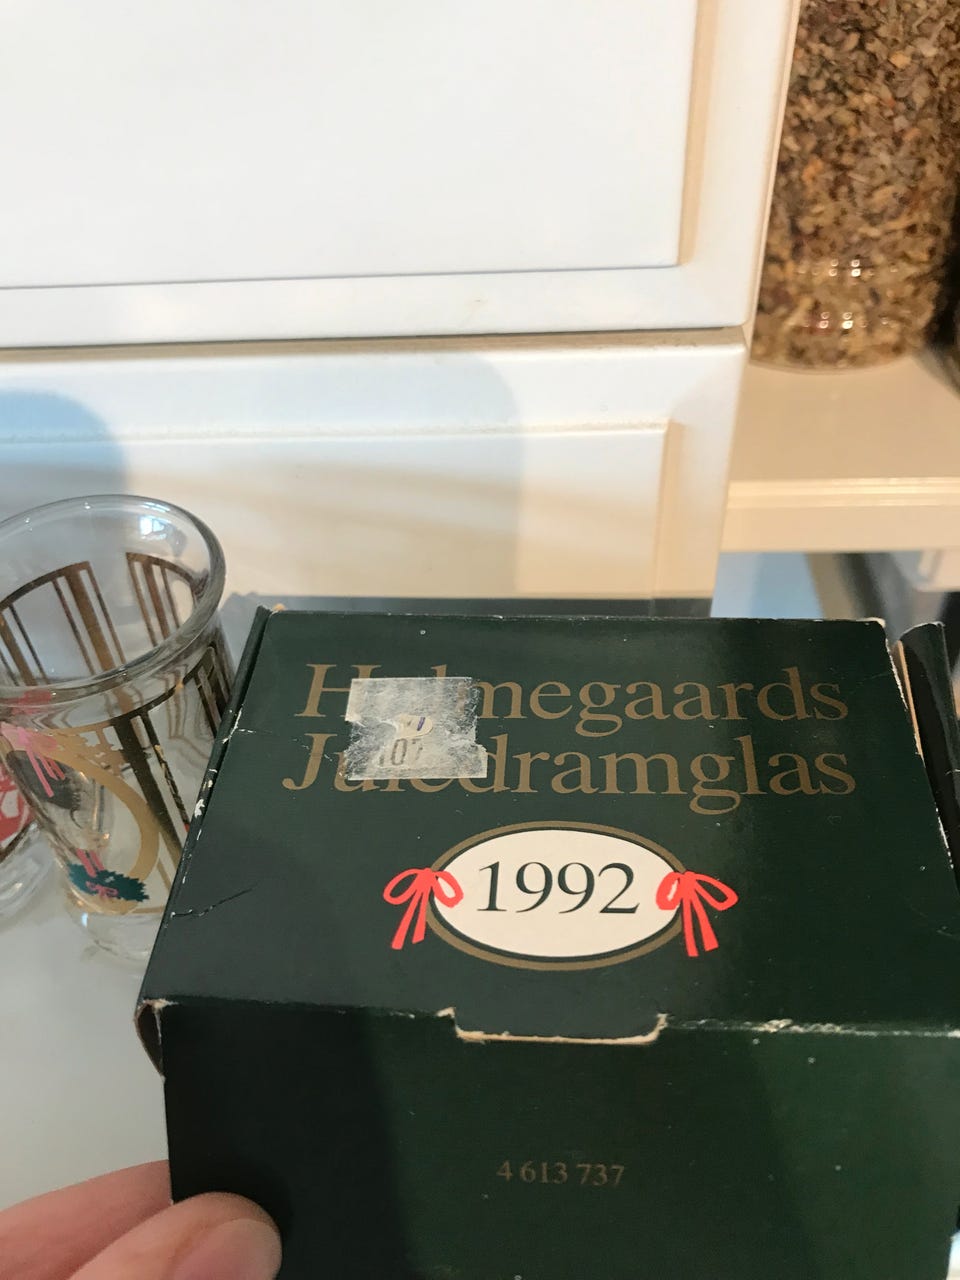 Holmegaards
Juledramglas
1992
4 613 737